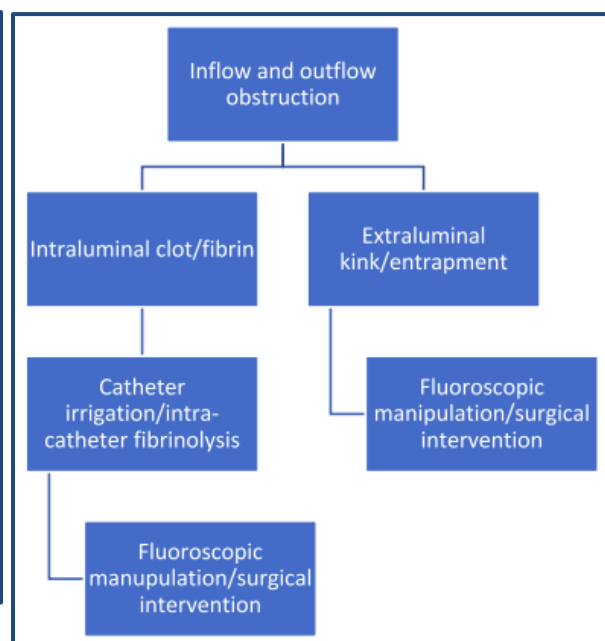 Inflow and outflow
obstruction
Intraluminal clot/fibrin
Extraluminal
kink/entrapment
Catheter
irrigation/intra-
catheter fibrinolysis
Fluoroscopic
manipulation/surgical
intervention
Fluoroscopic
manupulation/surgical
intervention